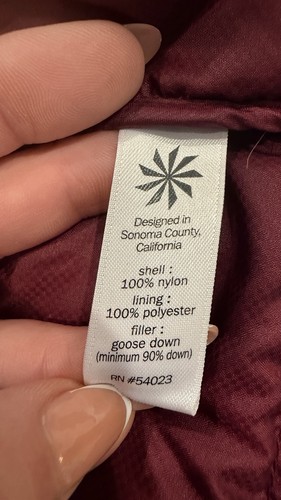 Designed in
Sonoma County,
California
shell :
100% nylon
lining :
100% polyester
filler :
goose down
(minimum 90% down)
RN #54023